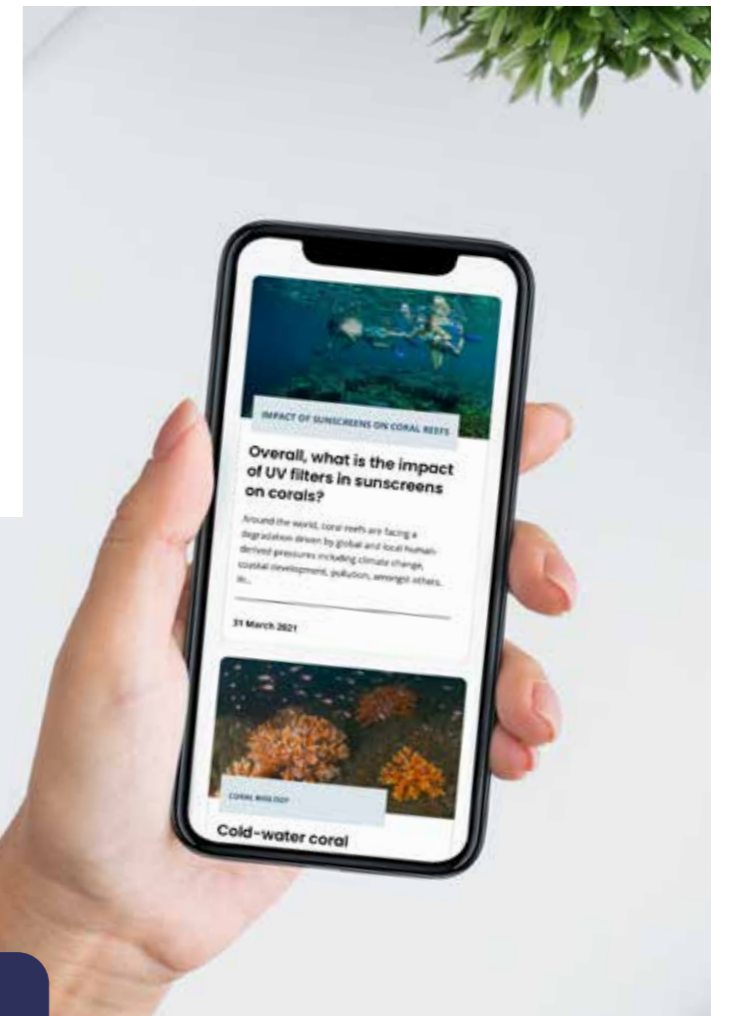 IMPACT OF SUNSCREENS ON CORAL REEFS
Overall, what is the impact
of UV filters in sunscreens
on corals?
Around the world, coral reefs are facing a
degradation driven by global and local human-
derived pressures including climate change,
coastal development, pollution, amongst others.
In...
31 March 2021
CORAL BIOLOGY
Cold-water coral